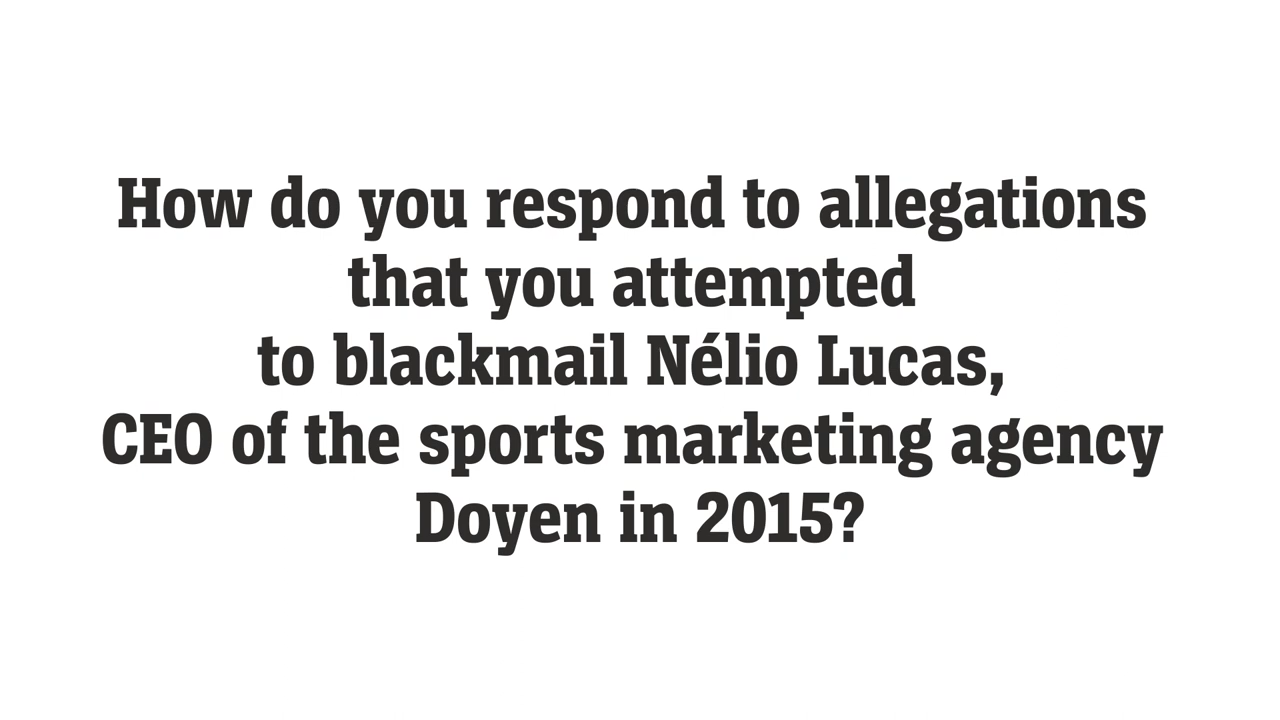 How do you respond to allegations
that you attempted
to blackmail Nélio Lucas,
CEO of the sports marketing agency
Doyen in 2015?